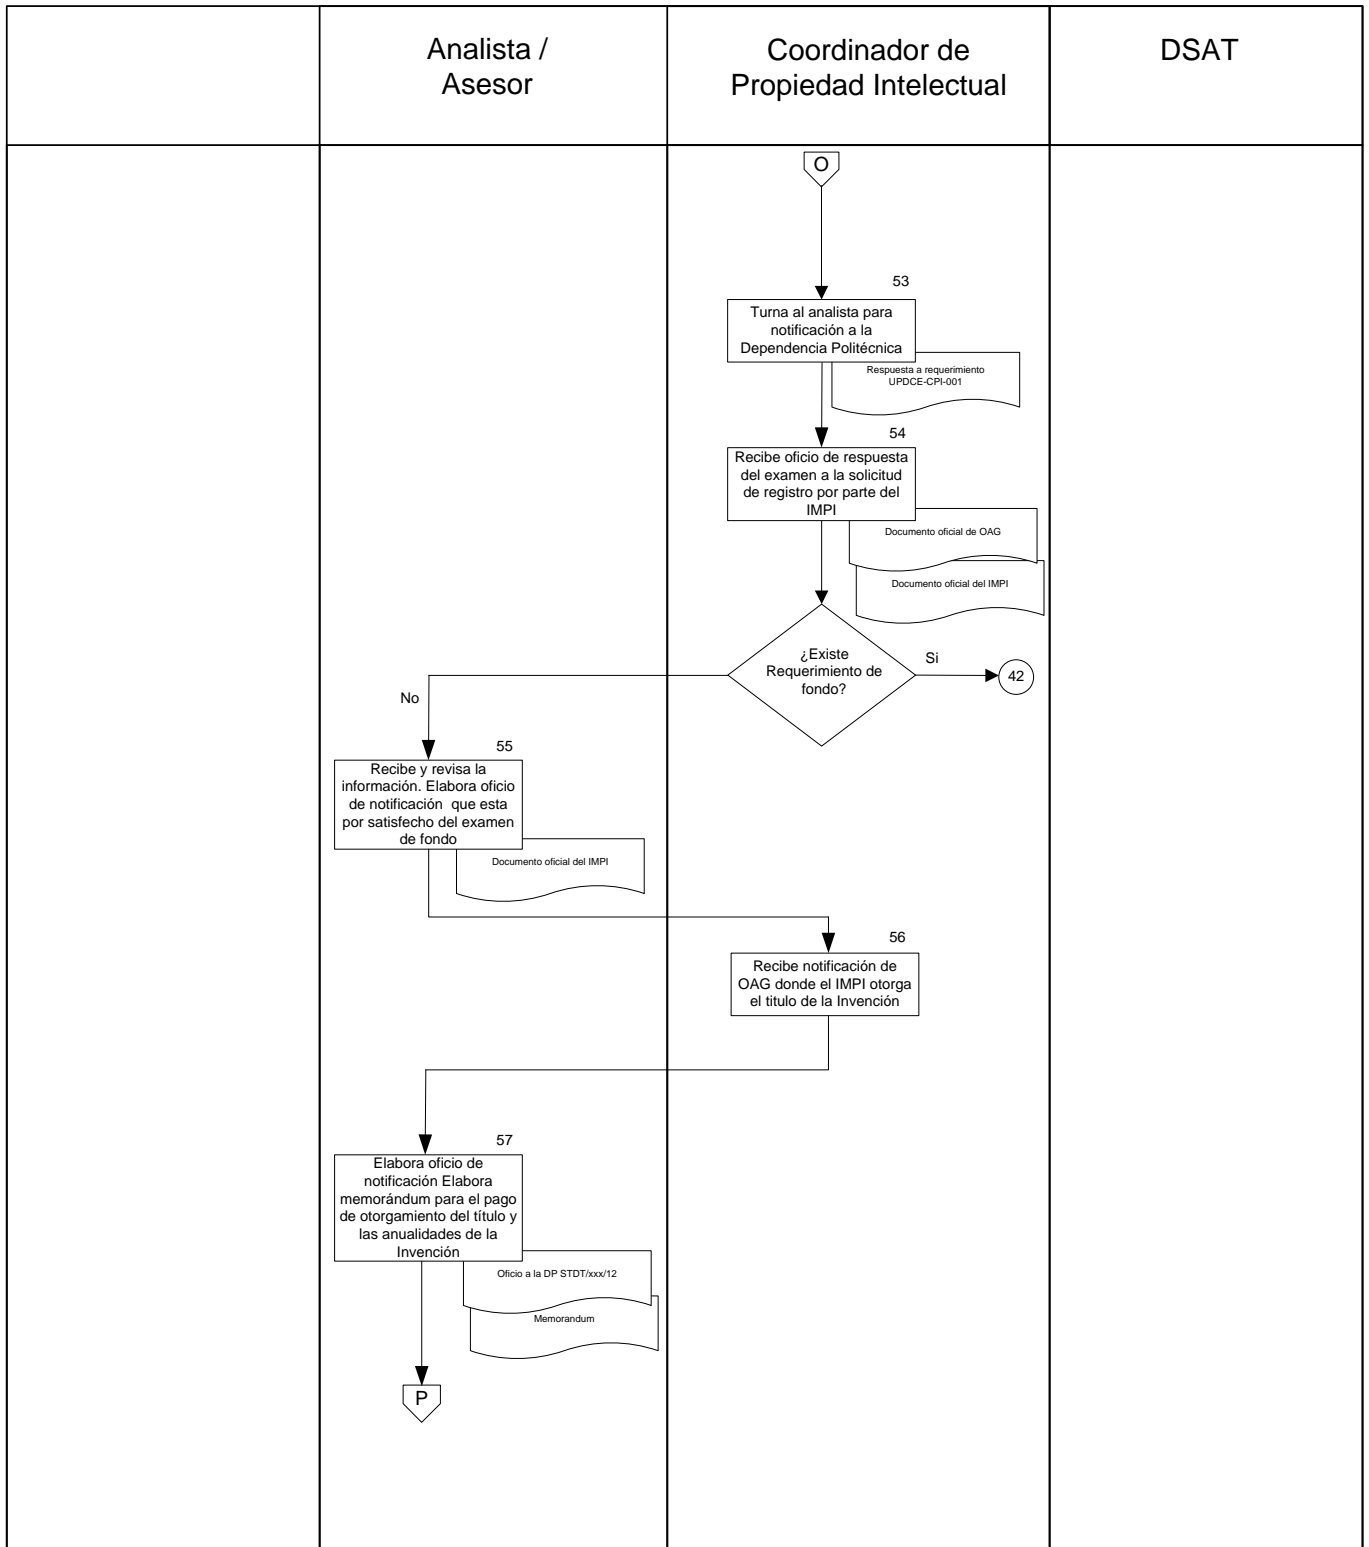 Analista /
Asesor
Coordinador de
Propiedad Intelectual
DSAT
O
53
Turna al analista para
notificación a la
Dependencia Politécnica
Respuesta a requerimiento
UPDCE-CPI-001
54
Recibe oficio de respuesta
del examen a la solicitud
de registro por parte del
IMPI
Documento oficial de OAG
Documento oficial del IMPI
¿Existe
Requerimiento de
fondo?
Si
42
No
55
Recibe y revisa la
información. Elabora oficio
de notificación que esta
por satisfecho del examen
de fondo
Documento oficial del IMPI
56
Recibe notificación de
OAG donde el IMPI otorga
el titulo de la Invención
57
Elabora oficio de
notificación Elabora
memorándum para el pago
de otorgamiento del título y
las anualidades de la
Invención
Oficio a la DP STDT/xxx/12
Memorandum
P